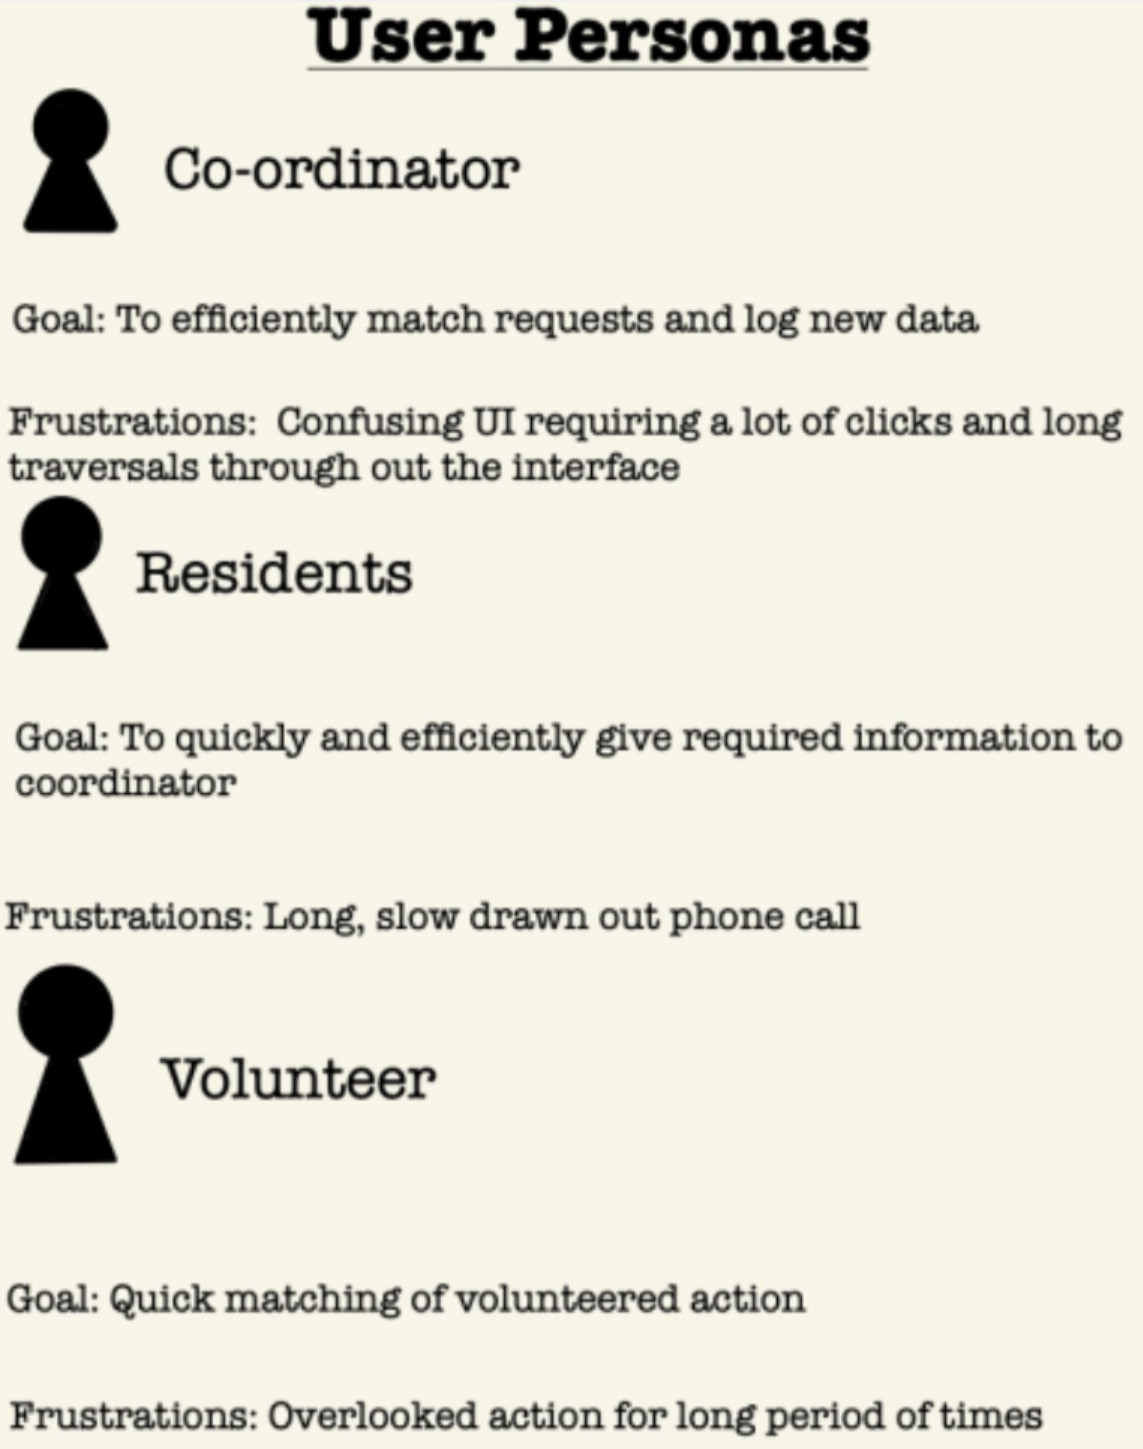 User Personas
Co-ordinator
Goal: To efficiently match requests and log new data
Frustrations:  Confusing UI requiring a lot of clicks and long
traversals through out the interface
Residents
Goal: To quickly and efficiently give required information to
coordinator
Frustrations: Long, slow drawn out phone call
Volunteer
Goal: Quick matching of volunteered action
Frustrations: Overlooked action for long period of times